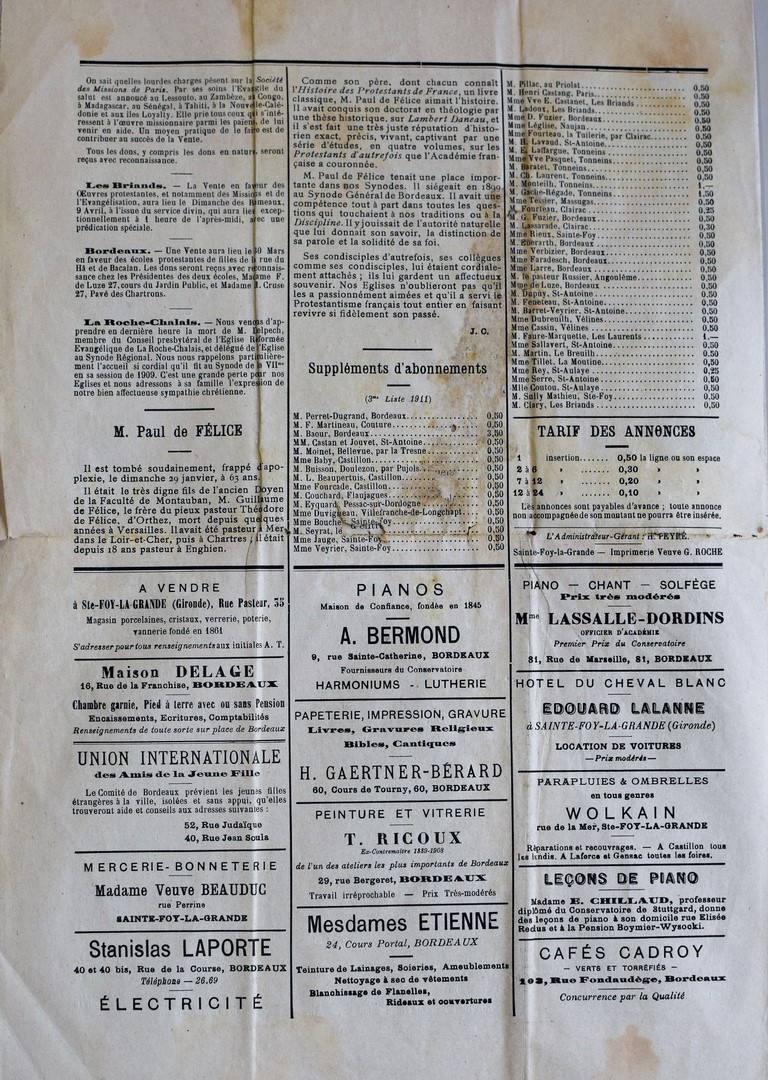 On sait quelles lourdes charges pèsent sur la Société
des Missions de Paris. Par ses soins l'Evangile du
salut est annoncé au Lessouto, au Zambèze, au Congo,
à Madagascar, au Sénégal, à Tahiti, à la Nouvelle-Calé-
donie et aux îles Loyalty. Elle prie tous ceux qui s'inté-
ressent à l'œuvre missionnaire parmi les païens, de lui
venir en aide. Un moyen pratique de le faire est de
contribuer au succès de la Vente.
Tous les dons, y compris les dons en nature seront
reçus avec reconnaissance.
Les Briands. — La Vente en faveur des
Œuvres protestantes, et notamment des Missions et de
l'Evangélisation, aura lieu le Dimanche des Rameaux,
9 Avril, à l'issue du service divin, qui aura lieu excep-
tionnellement à 1 heure de l'après-midi, avec une
prédication spéciale.
Bordeaux. — Une Vente aura lieu le 30 Mars
en faveur des écoles protestantes de filles de la rue du
Hâ et de Bacalan. Les dons seront reçus avec reconnais-
sance chez les Présidentes des deux écoles, Madame F.
de Luze 27, cours du Jardin Public, et Madame Cruse
27, Pavé des Chartrons.
La Roche-Chalais. — Nous venons d'ap-
prendre en dernière heure la mort de M. Delpech,
membre du Conseil presbytéral de l'Eglise Réformée
Evangélique de La Roche-Chalais, et délégué de l'Eglise
au Synode Régional. Nous nous rappelons particulière-
ment l'accueil si cordial qu'il fit au Synode de la VIIme
en sa session de 1909. C'est une grande perte pour nos
Eglises et nous adressons à sa famille l'expression de
notre bien affectueuse sympathie chrétienne.
M. Paul de FÉLICE
Il est tombé soudainement, frappé d'apo-
plexie, le dimanche 29 janvier, à 63 ans.
Il était le très digne fils de l'ancien Doyen
de la Faculté de Montauban, M. Guillaume
de Félice, le frère du pasteur Théodore
de Félice, d'Orthez, mort depuis quelques
années à Versailles. Il avait été pasteur à Mer,
dans le Loir-et-Cher, puis à Chartres ; il était
depuis 18 ans pasteur à Enghien.
Comme son père, dont chacun connaît
l'Histoire des Protestants de France, un livre
classique, M. Paul de Félice aimait l'histoire.
Il avait conquis son doctorat en théologie par
une thèse historique, sur Lambert Daneau, et
il s'est fait une très juste réputation d'histo-
rien exact, précis, vivant, captivant par une
série d'études, en quatre volumes, sur les
Protestants d'autrefois que l'Académie fran-
çaise a couronnée.
M. Paul de Félice tenait une place impor-
tante dans nos Synodes. Il siégeait en 1899
au Synode Général de Bordeaux. Il avait une
compétence tout à part dans toutes les ques-
tions qui touchaient à nos traditions ou à la
Discipline. Il y jouissait de l'autorité naturelle
que lui donnait son savoir, la distinction de
sa parole et la solidité de sa foi.
Ses condisciples d'autrefois, ses collègues
comme ses condisciples, lui étaient cordiale-
ment attachés ; ils lui gardent un affectueux
souvenir. Nos Eglises n'oublieront pas qu'il
les a passionnément aimées et qu'il a servi le
Protestantisme français tout entier en faisant
revivre si fidèlement son passé.
J. C.
Suppléments d'abonnements
(3me Liste 1911)
M. Perret-Dugrand, Bordeaux 0,50
M. F. Martineau, Couture 0,50
M. Baour, Bordeaux 3,50
MM. Castan et Jouvet, St-Antoine 0,50
M. Moinet, Bellevue, par la Tresne 0,50
Mme Baby, Castillon 0,50
M. Buisson, Doulezon, par Pujols 0,50
M. L. Beaupertuis, Castillon 0,50
Mme Fourcade, Castillon 0,50
M. Couchard, Flaujagues 0,50
M. Eyquard, Pessac-sur-Dordogne 0,50
Mme Duvigneau, Villefranche-de-Longchapt 0,50
Mme Bouche, Sainte-Foy 0,50
M. Seyrat, le 0,50
Mme Jauge, Sainte-Foy 0,50
Mme Veyrier, Sainte-Foy 0,50
M. Pillac, au Priolat 0,50
M. Henri Castang, Paris 0,50
Mme Vve E. Castanet, Les Briands 0,50
M. Ladoux, Les Briands 0,50
Mme D. Fuzier, Bordeaux 0,50
Mme Léglise, Naujan 0,50
Mme Fourteau, la Tuilerie, par Clairac 0,50
M. H. Lavaud, St-Antoine 0,50
M. Laffargue, Tonneins 0,50
Mme Vve Pasquet, Tonneins 0,50
M. Baratet, Tonneins 0,50
M. Ch. Laurent, Tonneins 0,50
M. Monteilh, Tonneins 1,—
Mme Gache-Régade, Tonneins 1,50
Mme Tessier, Massugas 0,50
M. Fourteau, Clairac 0,25
M. G. Fuzier, Bordeaux 0,50
M. Lassarade, Clairac 0,30
Mme Rieux, Sainte-Foy 0,50
M. Eberarth, Bordeaux 0,50
Mme Verbizier, Bordeaux 0,50
Mme Faradesch, Bordeaux 0,50
Mme Larre, Bordeaux 0,50
M. le pasteur Russier, Angoulême 0,50
Mme de Luze, Bordeaux 0,50
M. Dupuy, St-Antoine 0,50
M. Feneteau, St-Antoine 0,50
M. Barret-Veyrier, St-Antoine 0,50
Mme Dubreuilh, Vélines 0,50
Mme Cassin, Vélines 0,50
M. Faure-Marquette, Les Laurents 1,—
Mme Sallavert, St-Antoine 0,50
M. Martin, Le Breuilh 0,50
Mme Tillet, La Moutine 0,50
Mme Rey, St-Aulaye 0,25
Mme Serre, St-Antoine 0,50
Mlle Couton, St-Aulaye 0,50
M. Sully Mathieu, Ste-Foy 0,50
M. Clary, Les Briands 0,50
TARIF DES ANNONCES
1 insertion 0,50 la ligne ou son espace
2 à 6 » 0,30 »
7 à 12 » 0,20 »
12 à 24 » 0,10 »
Les annonces sont payables d'avance ; toute annonce
non accompagnée de son montant ne pourra être insérée.
L'Administrateur-Gérant : H. PEYRÉ.
Sainte-Foy-la-Grande — Imprimerie Veuve G. ROCHE
A VENDRE
à Ste-FOY-LA-GRANDE (Gironde), Rue Pasteur, 35
Magasin porcelaines, cristaux, verrerie, poterie,
vannerie fondé en 1861
S'adresser pour tous renseignements aux initiales A. T.
Maison DELAGE
16, Rue de la Franchise, BORDEAUX
Chambre garnie, Pied à terre avec ou sans Pension
Encaissements, Ecritures, Comptabilités
Renseignements de toute sorte sur place de Bordeaux
UNION INTERNATIONALE
des Amis de la Jeune Fille
Le Comité de Bordeaux prévient les jeunes filles
étrangères à la ville, isolées et sans appui, qu'elles
trouveront aide et conseils aux adresses suivantes :
52, Rue Judaïque
40, Rue Jean Soula
MERCERIE-BONNETERIE
Madame Veuve BEAUDUC
rue Perrine
SAINTE-FOY-LA-GRANDE
Stanislas LAPORTE
40 et 40 bis, Rue de la Course, BORDEAUX
Téléphone — 26.69
ÉLECTRICITÉ
PIANOS
Maison de Confiance, fondée en 1845
A. BERMOND
9, rue Sainte-Catherine, BORDEAUX
Fournisseurs du Conservatoire
HARMONIUMS - LUTHERIE
PAPETERIE, IMPRESSION, GRAVURE
Livres, Gravures Religieux
Bibles, Cantiques
H. GAERTNER-BÉRARD
60, Cours de Tourny, 60, BORDEAUX
PEINTURE ET VITRERIE
T. RICOUX
Ex-Contremaître 1889-1908
de l'un des ateliers les plus importants de Bordeaux
29, rue Bergeret, BORDEAUX
Travail irréprochable — Prix Très-modérés
Mesdames ETIENNE
24, Cours Portal, BORDEAUX
Teinture de Lainages, Soieries, Ameublements
Nettoyage à sec de vêtements
Blanchissage de Flanelles,
Rideaux et couvertures
PIANO — CHANT — SOLFÈGE
Prix très modérés
Mme LASSALLE-DORDINS
OFFICIER D'ACADÉMIE
Premier Prix du Conservatoire
81, Rue de Marseille, 81, BORDEAUX
HOTEL DU CHEVAL BLANC
EDOUARD LALANNE
à SAINTE-FOY-LA-GRANDE (Gironde)
LOCATION DE VOITURES
— Prix modérés —
PARAPLUIES & OMBRELLES
en tous genres
WOLKAIN
rue de la Mer, Ste-FOY-LA-GRANDE
Réparations et recouvrages. — A Castillon tous
les lundis. A Laforce et Gensac toutes les foires.
LEÇONS DE PIANO
Madame E. CHILLAUD, professeur
diplômé du Conservatoire de Stuttgard, donne
des leçons de piano à son domicile rue Elisée
Redus et à la Pension Boymier-Wysocki.
CAFÉS CADROY
— VERTS ET TORRÉFIÉS —
103, Rue Fondaudège, Bordeaux
Concurrence par la Qualité